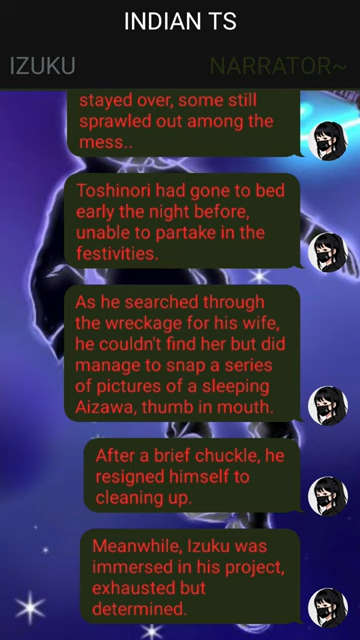 INDIAN TS
IZUKU
NARRATOR~
stayed over, some still
sprawled out among the
mess..
Toshinori had gone to bed
early the night before,
unable to partake in the
festivities.
As he searched through
the wreckage for his wife,
he couldn't find her but did
manage to snap a series
of pictures of a sleeping
Aizawa, thumb in mouth.
After a brief chuckle, he
resigned himself to
cleaning up.
Meanwhile, Izuku was
immersed in his project,
exhausted but
determined.